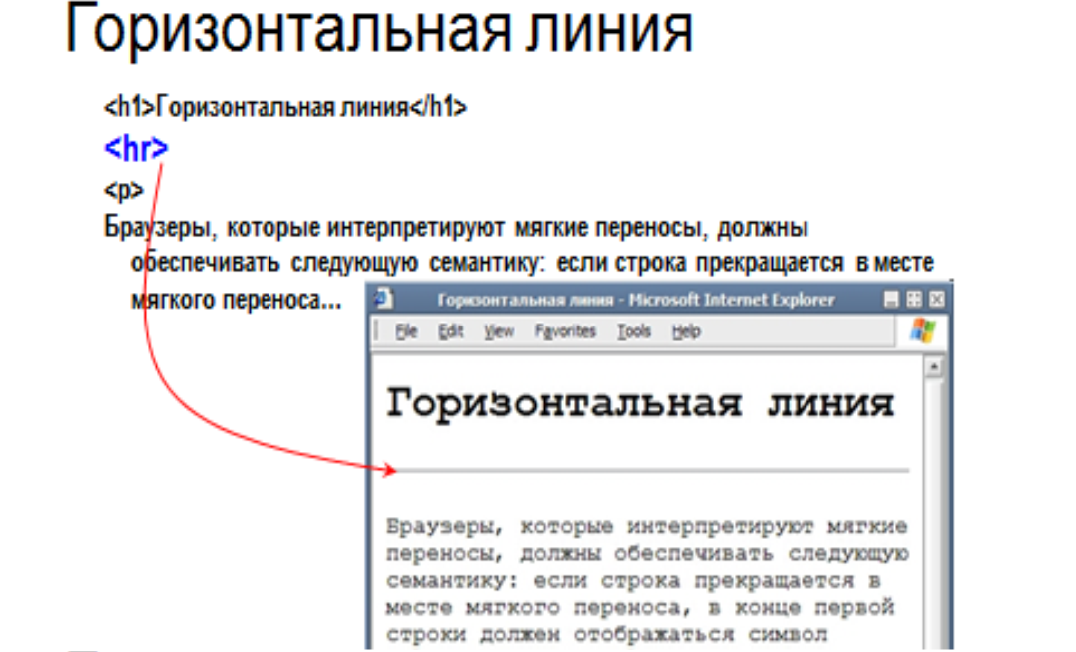 Горизонтальная линия
<h1>Горизонтальная линия</h1>
<hr>
<p>
Браузеры, которые интерпретируют мягкие переносы, должны
обеспечивать следующую семантику: если строка прекращается в месте
мягкого переноса...
Горизонтальная линия - Microsoft Internet Explorer
File Edit View Favorites Tools Help
Горизонтальная линия
Браузеры, которые интерпретируют мягкие
переносы, должны обеспечивать следующую
семантику: если строка прекращается в
месте мягкого переноса, в конце первой
строки должен отображаться символ